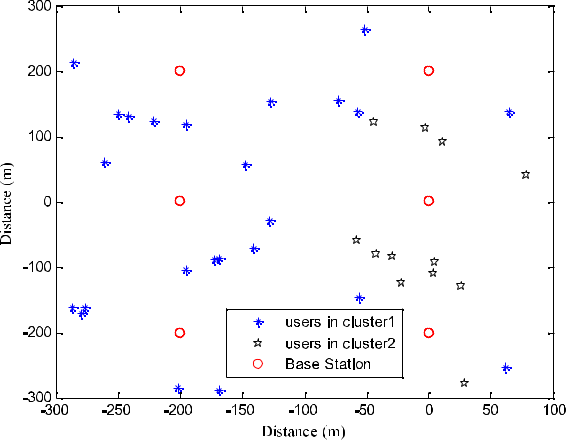 300
200
100
0
-100
-200
-300
Distance (m)
users in cluster1
users in cluster2
Base Station
-300 -250 -200 -150 -100 -50 0 50 100
Distance (m)